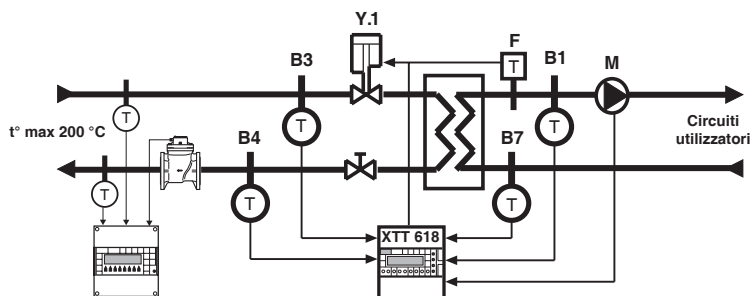 Y.1
B3
F
B1
M
T
T
T
T
t° max 200 °C
Circuiti
utilizzatori
B4
B7
T
T
T
XTT 618